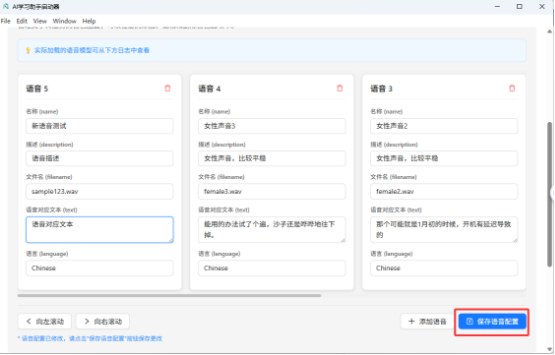 AI学习助手启动器
File Edit View Window Help
实际加载的语音模型可从下方日志中查看
语音 5
名称 (name)
新语音测试
描述 (description)
语音描述
文件名 (filename)
sample123.wav
语音对应文本 (text)
语音对应文本
语言 (language)
Chinese
语音 4
名称 (name)
女性声音3
描述 (description)
女性声音，比较平稳
文件名 (filename)
female3.wav
语音对应文本 (text)
能用的办法试了个遍，沙子还是哗哗地往下
掉。
语言 (language)
Chinese
语音 3
名称 (name)
女性声音2
描述 (description)
女性声音，比较平稳
文件名 (filename)
female2.wav
语音对应文本 (text)
那个可能就是1月初的时候，开机有延迟导致
的
语言 (language)
Chinese
< 向左滚动
> 向右滚动
+ 添加语音
保存语音配置
* 语音配置已修改，请点击"保存语音配置"按钮保存更改